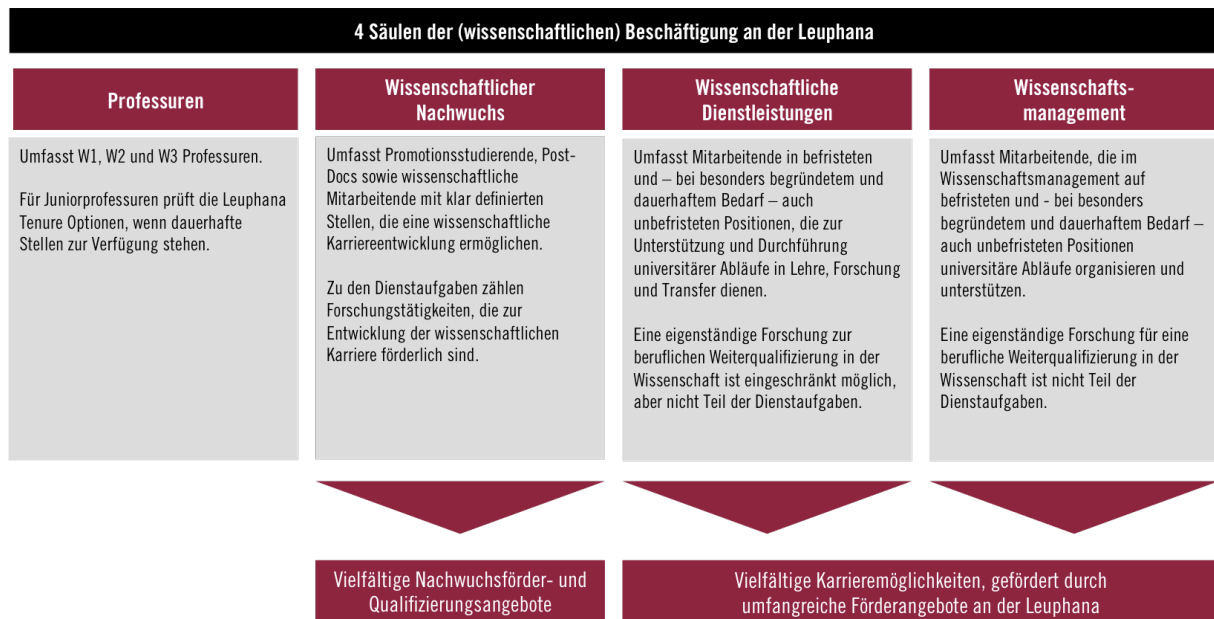 4 Säulen der (wissenschaftlichen) Beschäftigung an der Leuphana
Professuren
Umfasst W1, W2 und W3 Professuren.
Für Juniorprofessuren prüft die Leuphana
Tenure Optionen, wenn dauerhafte
Stellen zur Verfügung stehen.
Wissenschaftlicher
Nachwuchs
Umfasst Promotionsstudierende, Post-
Docs sowie wissenschaftliche
Mitarbeitende mit klar definierten
Stellen, die eine wissenschaftliche
Karriereentwicklung ermöglichen.
Zu den Dienstaufgaben zählen
Forschungstätigkeiten, die zur
Entwicklung der wissenschaftlichen
Karriere förderlich sind.
Wissenschaftliche
Dienstleistungen
Umfasst Mitarbeitende in befristeten
und – bei besonders begründetem und
dauerhaftem Bedarf – auch
unbefristeten Positionen, die zur
Unterstützung und Durchführung
universitärer Abläufe in Lehre, Forschung
und Transfer dienen.
Eine eigenständige Forschung zur
beruflichen Weiterqualifizierung in der
Wissenschaft ist eingeschränkt möglich,
aber nicht Teil der Dienstaufgaben.
Wissenschafts-
management
Umfasst Mitarbeitende, die im
Wissenschaftsmanagement auf
befristeten und - bei besonders
begründetem und dauerhaftem Bedarf –
auch unbefristeten Positionen
universitäre Abläufe organisieren und
unterstützen.
Eine eigenständige Forschung für eine
berufliche Weiterqualifizierung in der
Wissenschaft ist nicht Teil der
Dienstaufgaben.
Vielfältige Nachwuchsförder- und
Qualifizierungsangebote
Vielfältige Karrieremöglichkeiten, gefördert durch
umfangreiche Förderangebote an der Leuphana